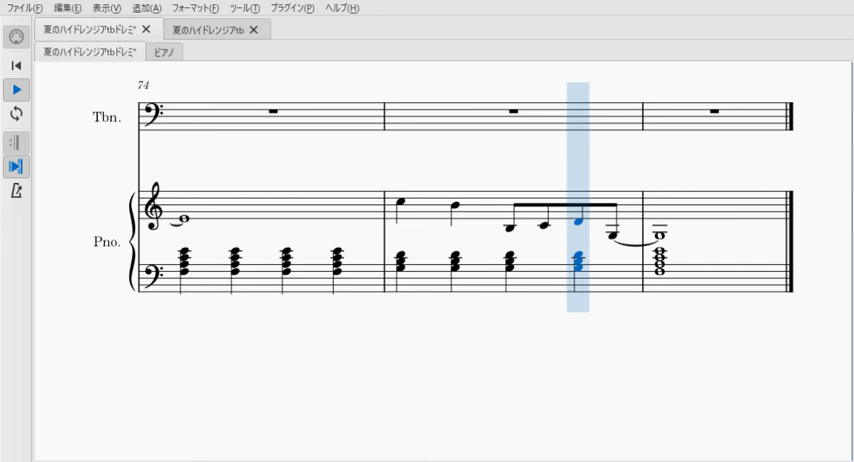 ファイル(F) 編集(E) 表示(V) 追加(A) フォーマット(F) ツール(T) プラグイン(P) ヘルプ(H)
夏のハイドレンジアtbドレミ* 夏のハイドレンジアtb
夏のハイドレンジアtbドレミ* ピアノ
74
Tbn.
Pno.